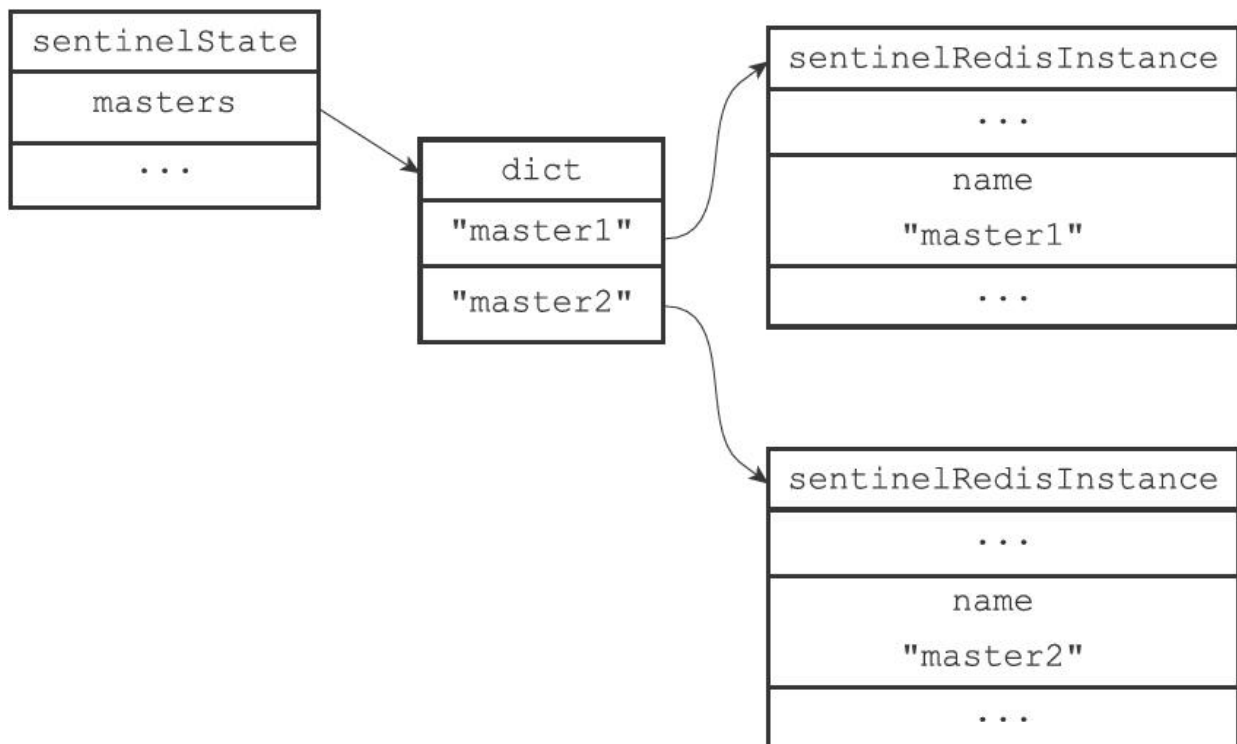 sentinelState
masters
...
dict
"master1"
"master2"
sentinelRedisInstance
...
name
"master1"
...
sentinelRedisInstance
...
name
"master2"
...